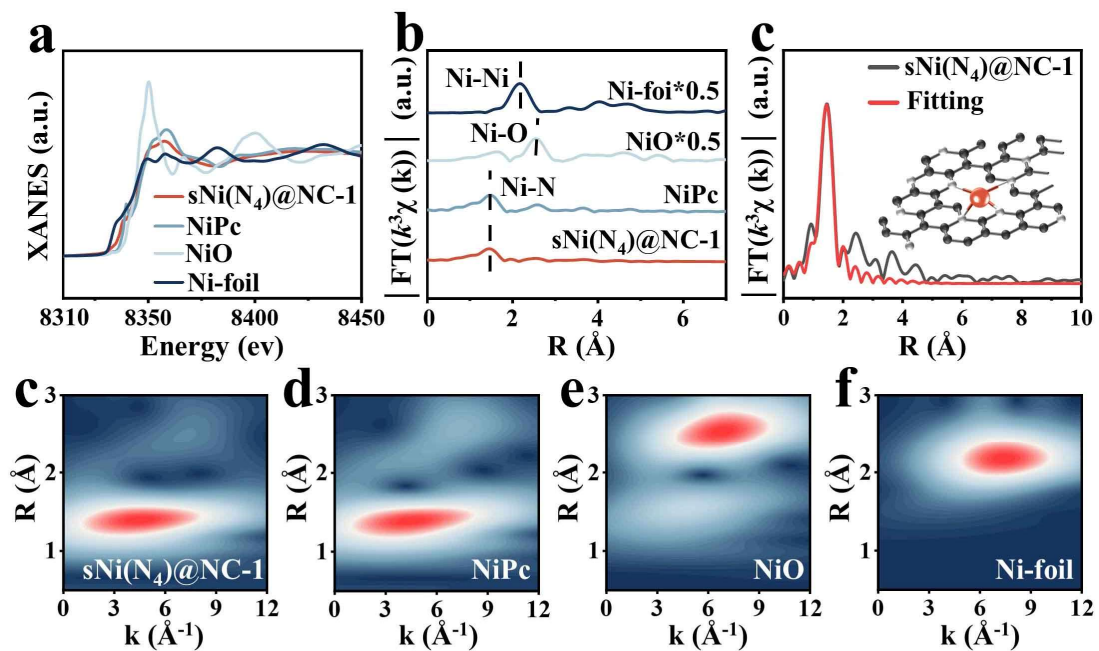 a
XANES (a.u.)
sNi(N₄)@NC-1
NiPc
NiO
Ni-foil
8310 8350 8400 8450
Energy (ev)
b
|FT(k³χ (k)| (a.u.)
Ni-Ni
Ni-foi*0.5
Ni-O
NiO*0.5
Ni-N
NiPc
sNi(N₄)@NC-1
0 2 4 6
R (Å)
c
|FT(k³χ (k)| (a.u.)
sNi(N₄)@NC-1
Fitting
0 2 4 6 8 10
R (Å)
c
R (Å)
3
2
1
sNi(N₄)@NC-1
0 3 6 9 12
k (Å⁻¹)
d
R (Å)
3
2
1
NiPc
0 3 6 9 12
k (Å⁻¹)
e
R (Å)
3
2
1
NiO
0 3 6 9 12
k (Å⁻¹)
f
R (Å)
3
2
1
Ni-foil
0 3 6 9 12
k (Å⁻¹)